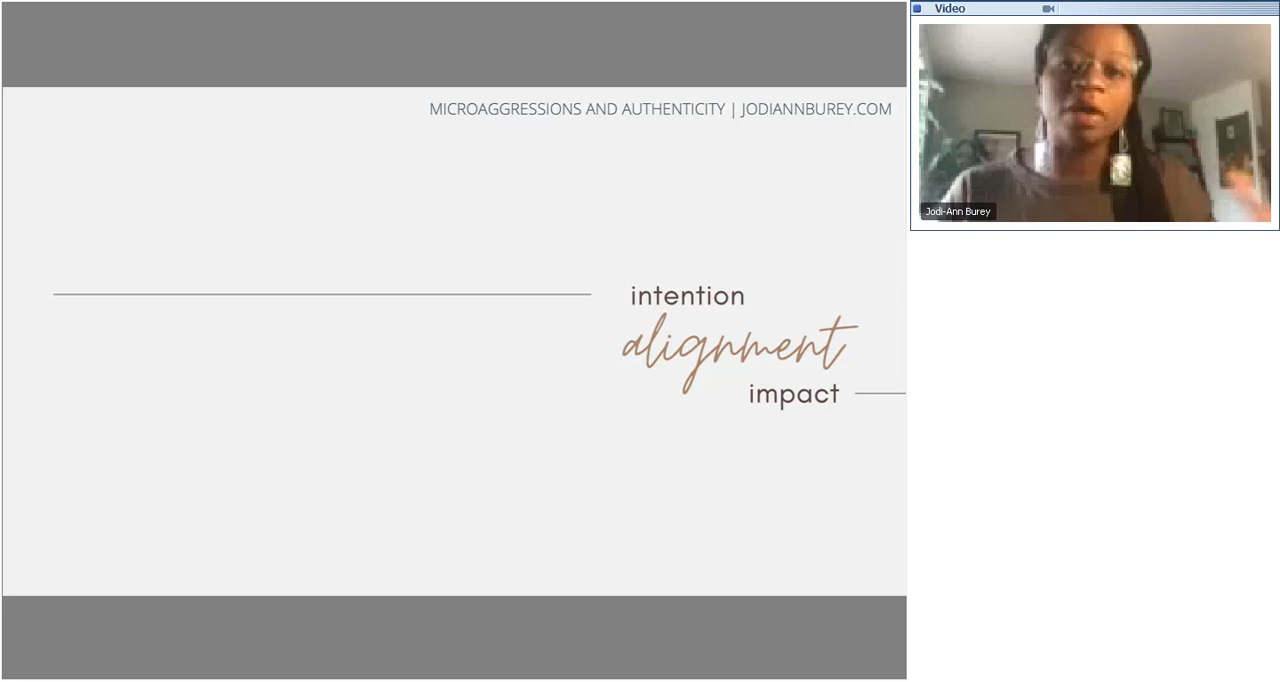 Video
MICROAGGRESSIONS AND AUTHENTICITY | JODIANNBUREY.COM
Jodi-Ann Burey
intention
alignment
impact